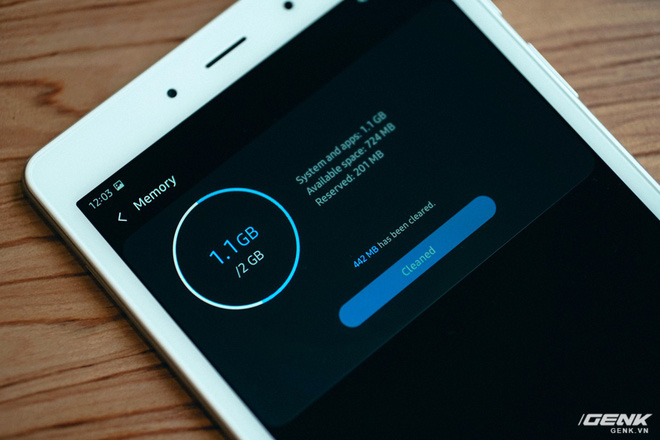 12:03
Memory
1.1 GB
/2 GB
System and apps: 1.1 GB
Available space: 724 MB
Reserved: 201 MB
442 MB has been cleared.
Cleaned
GENK
GENK.VN